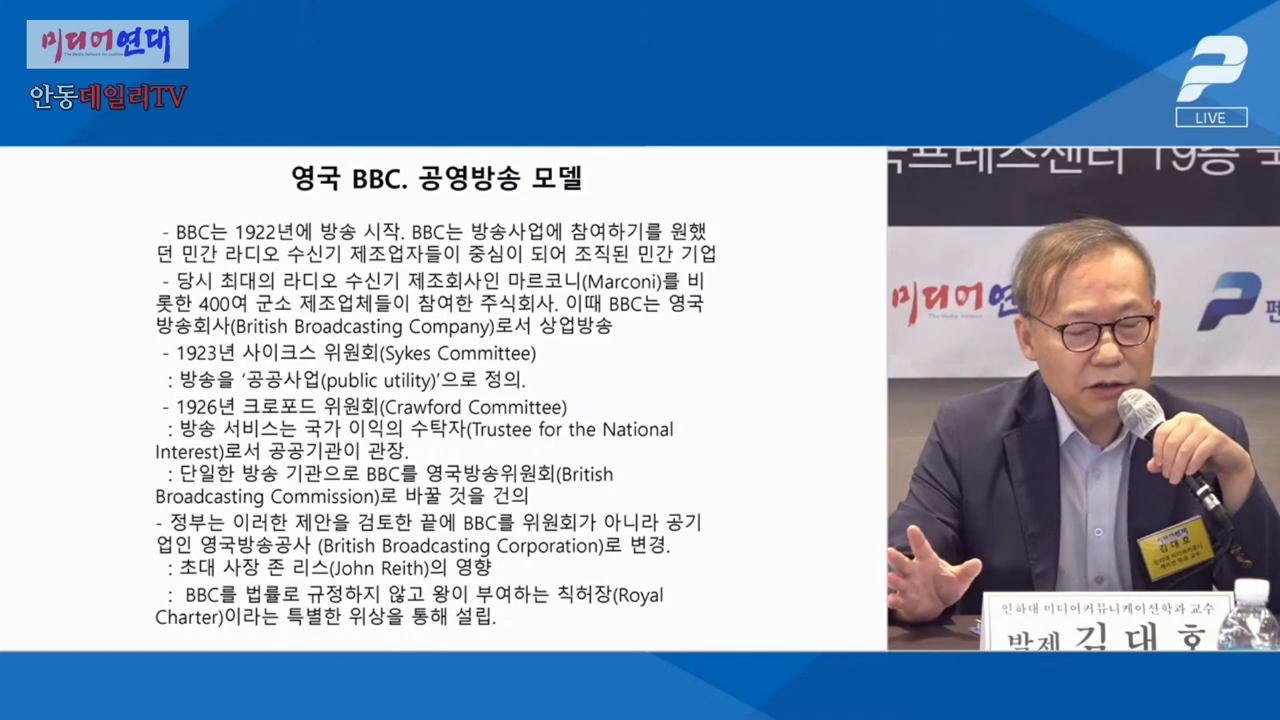 미디어연대
The Media Network for Justice
안동데일리TV
LIVE
영국 BBC. 공영방송 모델
- BBC는 1922년에 방송 시작. BBC는 방송사업에 참여하기를 원했
던 민간 라디오 수신기 제조업자들이 중심이 되어 조직된 민간 기업
- 당시 최대의 라디오 수신기 제조회사인 마르코니(Marconi)를 비
롯한 400여 군소 제조업체들이 참여한 주식회사. 이때 BBC는 영국
방송회사(British Broadcasting Company)로서 상업방송
- 1923년 사이크스 위원회(Sykes Committee)
: 방송을 ‘공공사업(public utility)’으로 정의.
- 1926년 크로포드 위원회(Crawford Committee)
: 방송 서비스는 국가 이익의 수탁자(Trustee for the National
Interest)로서 공공기관이 관장.
: 단일한 방송 기관으로 BBC를 영국방송위원회(British
Broadcasting Commission)로 바꿀 것을 건의
- 정부는 이러한 제안을 검토한 끝에 BBC를 위원회가 아니라 공기
업인 영국방송공사 (British Broadcasting Corporation)로 변경.
: 초대 사장 존 리스(John Reith)의 영향
: BBC를 법률로 규정하지 않고 왕이 부여하는 칙허장(Royal
Charter)이라는 특별한 위상을 통해 설립.
프레스센터 19층
미디어연
펜
김대호
인하대 미디어커뮤니케이션학과 교수
발제 김대호